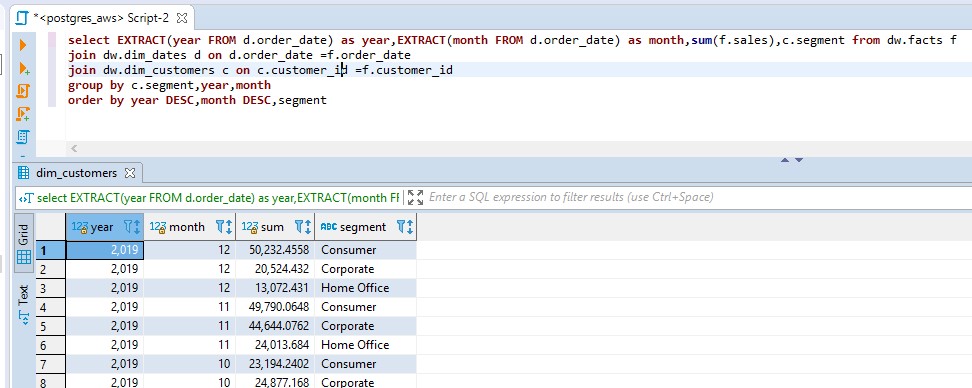 *<postgres_aws> Script-2
select EXTRACT(year FROM d.order_date) as year,EXTRACT(month FROM d.order_date) as month,sum(f.sales),c.segment from dw.facts f
join dw.dim_dates d on d.order_date =f.order_date
join dw.dim_customers c on c.customer_id =f.customer_id
group by c.segment,year,month
order by year DESC,month DESC,segment
dim_customers
select EXTRACT(year FROM d.order_date) as year,EXTRACT(month FI Enter a SQL expression to filter results (use Ctrl+Space)
Grid
Text
123 year 123 month 123 sum ABC segment
1 2,019 12 50,232.4558 Consumer
2 2,019 12 20,524.432 Corporate
3 2,019 12 13,072.431 Home Office
4 2,019 11 49,790.0648 Consumer
5 2,019 11 44,644.0762 Corporate
6 2,019 11 24,013.684 Home Office
7 2,019 10 23,194.2402 Consumer
8 2,019 10 24,877.168 Corporate